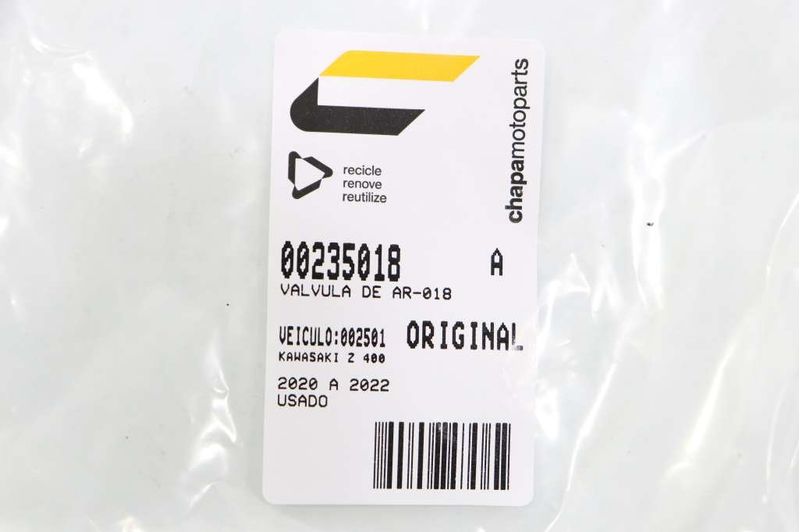 chapamotoparts
recicle
renove
reutilize
00235018 A
VALVULA DE AR-018
VEICULO:002501 ORIGINAL
KAWASAKI Z 400
2020 A 2022
USADO